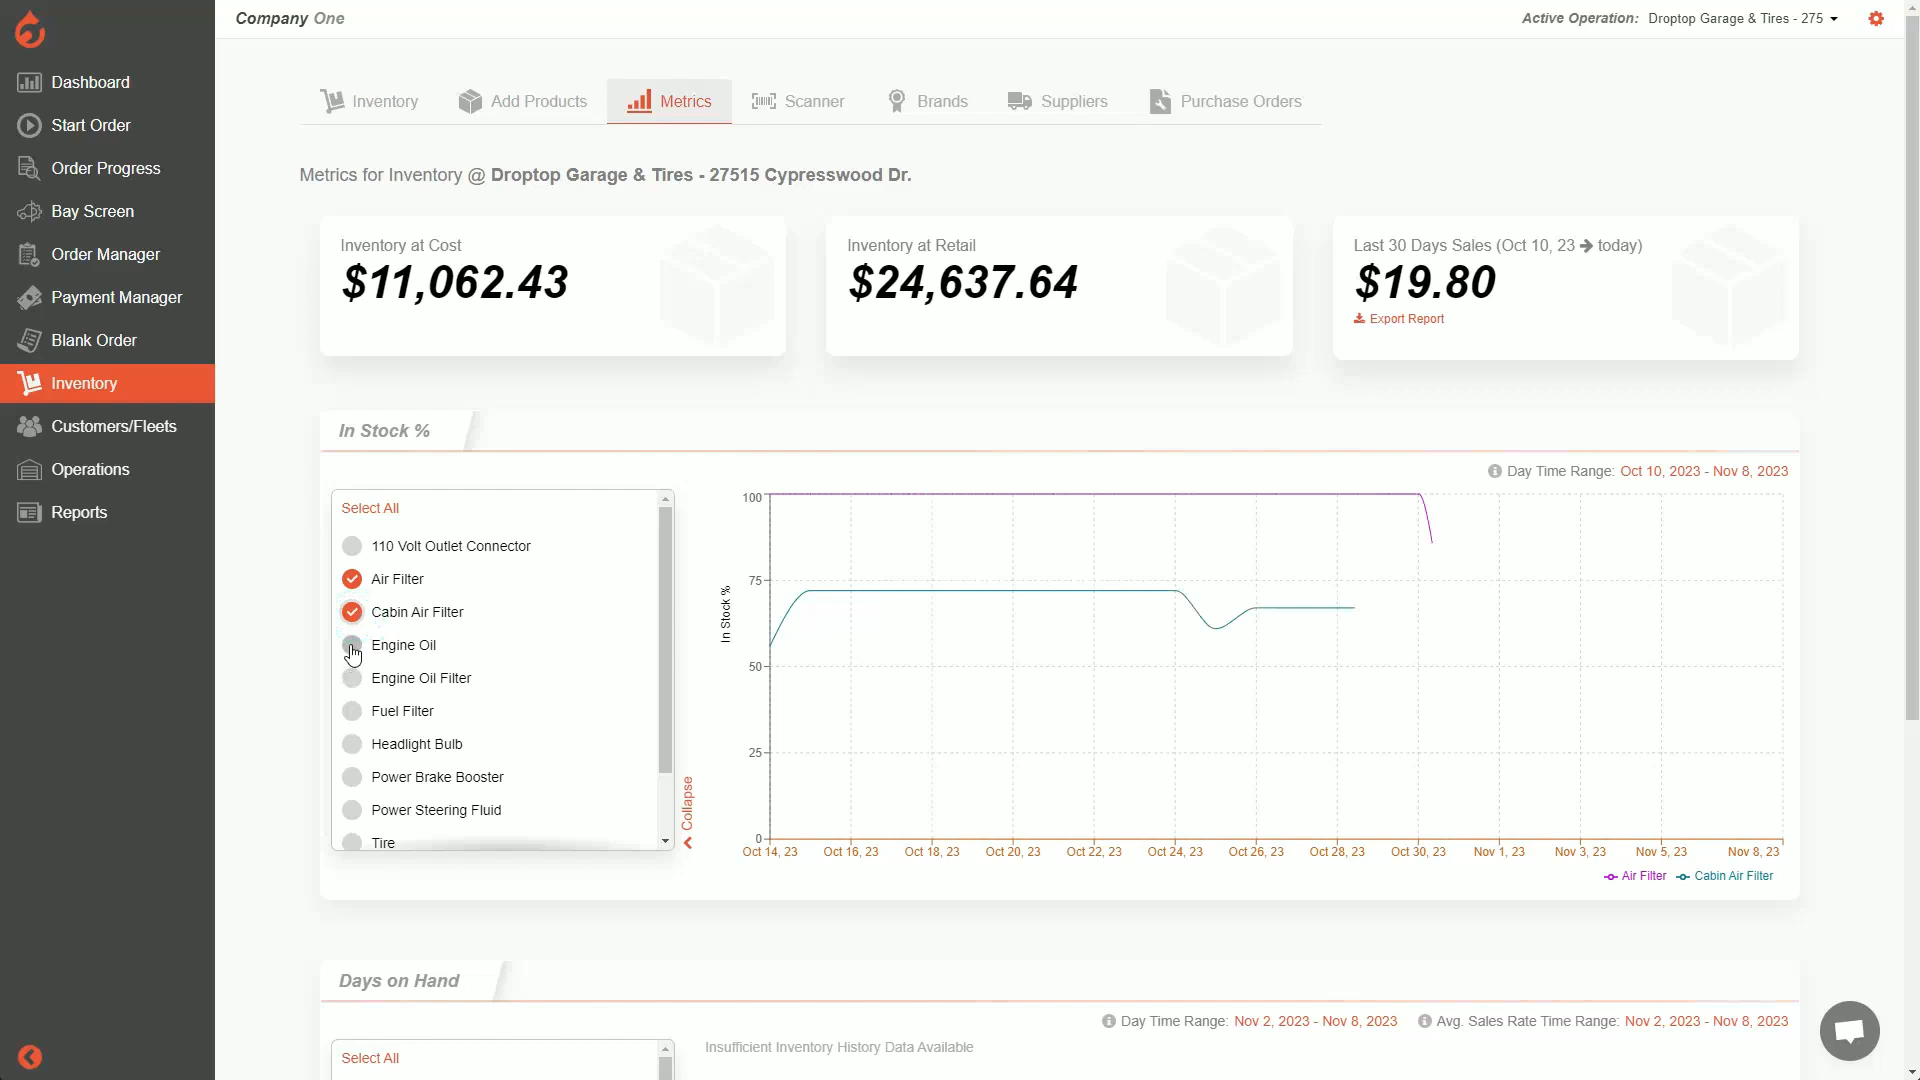 Company One
Active Operation: Droptop Garage & Tires - 275
Dashboard
Start Order
Order Progress
Bay Screen
Order Manager
Payment Manager
Blank Order
Inventory
Customers/Fleets
Operations
Reports
Inventory
Add Products
Metrics
Scanner
Brands
Suppliers
Purchase Orders
Metrics for Inventory @ Droptop Garage & Tires - 27515 Cypresswood Dr.
Inventory at Cost
$11,062.43
Inventory at Retail
$24,637.64
Last 30 Days Sales (Oct 10, 23 → today)
$19.80
Export Report
In Stock %
Day Time Range: Oct 10, 2023 - Nov 8, 2023
Select All
110 Volt Outlet Connector
Air Filter
Cabin Air Filter
Engine Oil
Engine Oil Filter
Fuel Filter
Headlight Bulb
Power Brake Booster
Power Steering Fluid
Tire
Collapse
In Stock %
100
75
50
25
0
Oct 14, 23 Oct 16, 23 Oct 18, 23 Oct 20, 23 Oct 22, 23 Oct 24, 23 Oct 26, 23 Oct 28, 23 Oct 30, 23 Nov 1, 23 Nov 3, 23 Nov 5, 23 Nov 8, 23
Air Filter Cabin Air Filter
Days on Hand
Day Time Range: Nov 2, 2023 - Nov 8, 2023 Avg. Sales Rate Time Range: Nov 2, 2023 - Nov 8, 2023
Select All
Insufficient Inventory History Data Available